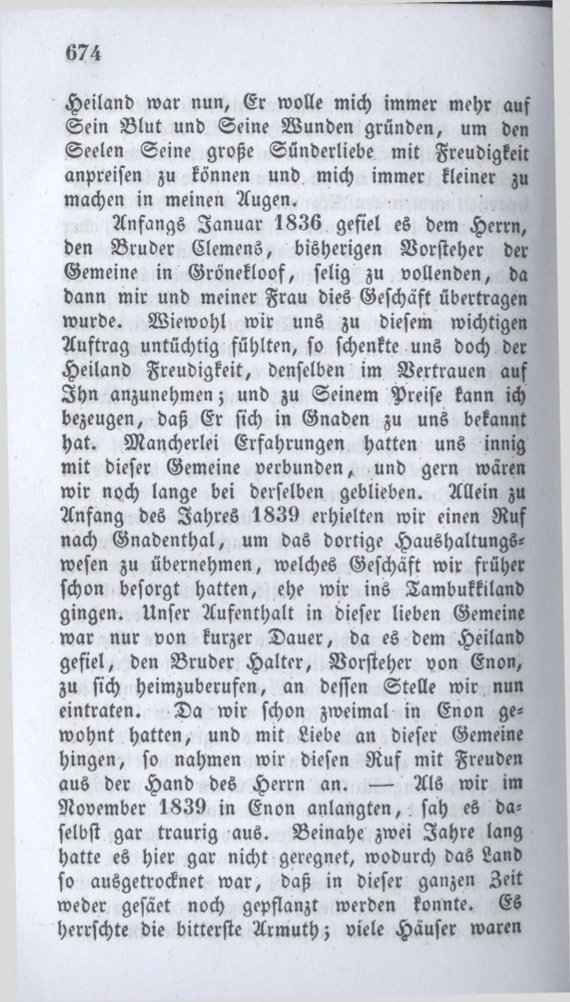 674
Heiland war nun, Er wolle mich immer mehr auf
Sein Blut und Seine Wunden gründen, um den
Seelen Seine große Sünderliebe mit Freudigkeit
anpreisen zu können und mich immer kleiner zu
machen in meinen Augen.
Anfangs Januar 1836 gefiel es dem Herrn,
den Bruder Clemens, bisherigen Vorsteher der
Gemeine in Grönekloof, selig zu vollenden, da
dann mir und meiner Frau dies Geschäft übertragen
wurde. Wiewohl wir uns zu diesem wichtigen
Auftrag untüchtig fühlten, so schenkte uns doch der
Heiland Freudigkeit, denselben im Vertrauen auf
Ihn anzunehmen; und zu Seinem Preise kann ich
bezeugen, daß Er sich in Gnaden zu uns bekannt
hat. Mancherlei Erfahrungen hatten uns innig
mit dieser Gemeine verbunden, und gern wären
wir noch lange bei derselben geblieben. Allein zu
Anfang des Jahres 1839 erhielten wir einen Ruf
nach Gnadenthal, um das dortige Haushaltungs-
wesen zu übernehmen, welches Geschäft wir früher
schon besorgt hatten, ehe wir ins Tambukkiland
gingen. Unser Aufenthalt in dieser lieben Gemeine
war nur von kurzer Dauer, da es dem Heiland
gefiel, den Bruder Halter, Vorsteher von Enon,
zu sich heimzuberufen, an dessen Stelle wir nun
eintraten. Da wir schon zweimal in Enon ge-
wohnt hatten, und mit Liebe an dieser Gemeine
hingen, so nahmen wir diesen Ruf mit Freuden
aus der Hand des Herrn an. — Als wir im
November 1839 in Enon anlangten, sah es da-
selbst gar traurig aus. Beinahe zwei Jahre lang
hatte es hier gar nicht geregnet, wodurch das Land
so ausgetrocknet war, daß in dieser ganzen Zeit
weder gesäet noch gepflanzt werden konnte. Es
herrschte die bitterste Armuth; viele Häuser waren